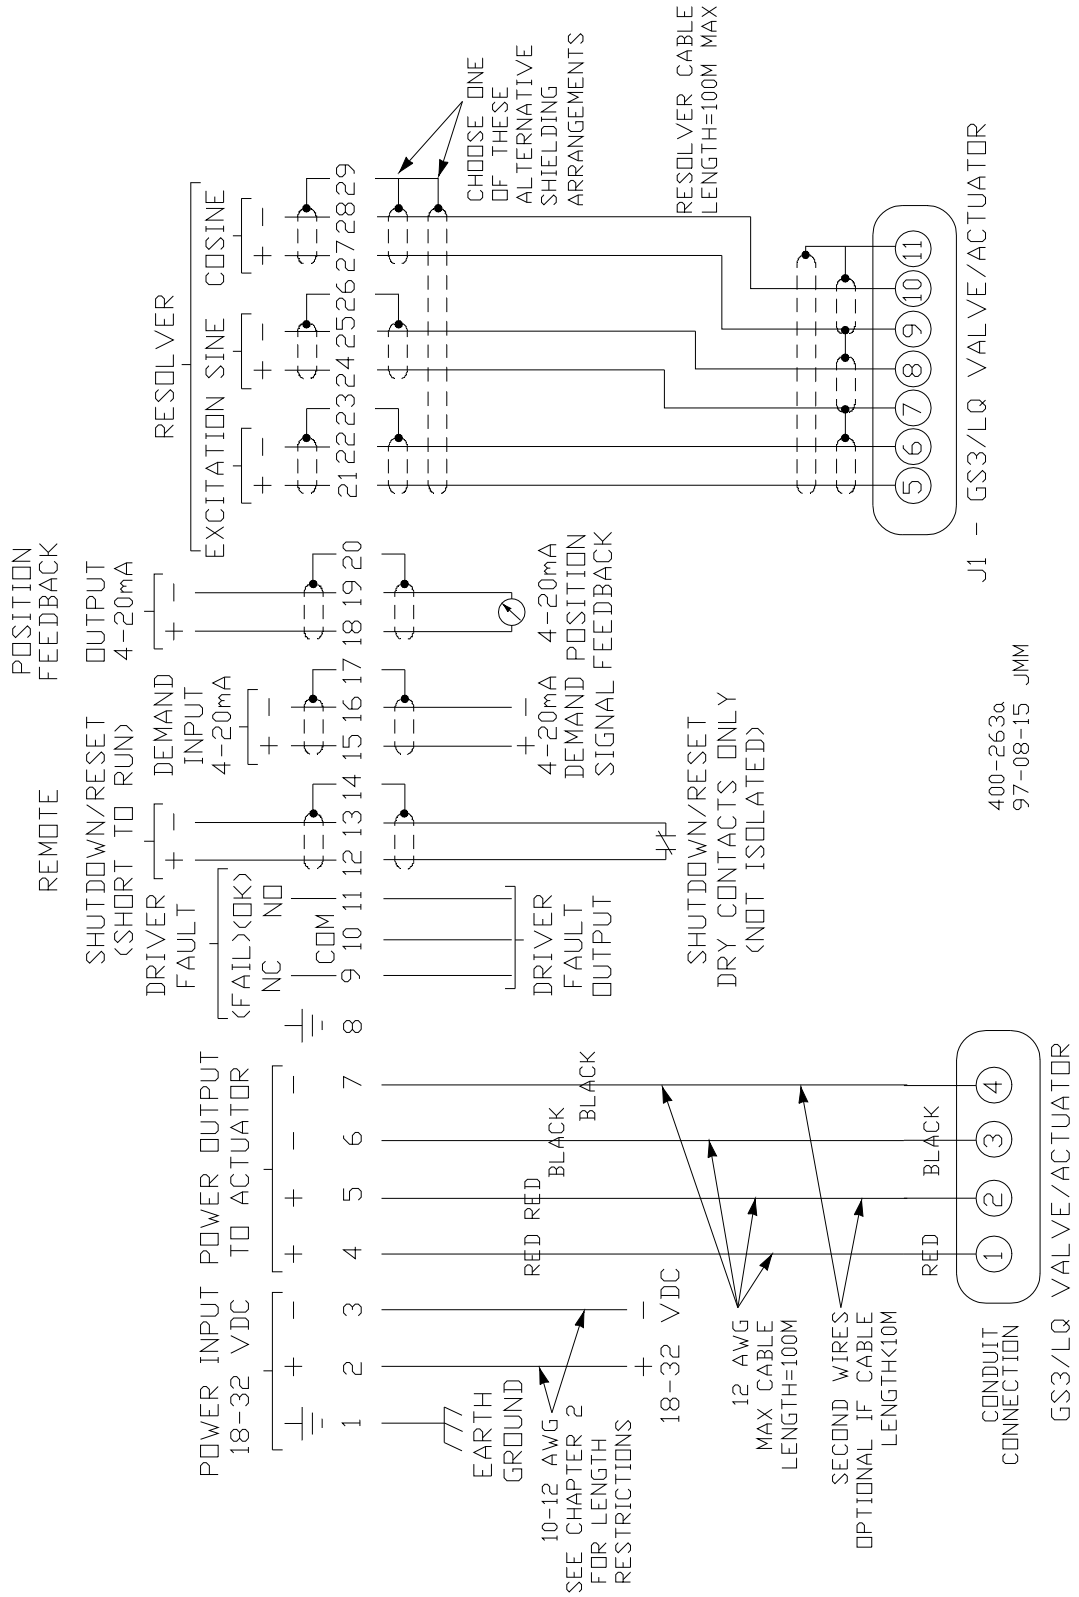 POWER INPUT
18-32 VDC
POWER OUTPUT
TO ACTUATOR
DRIVER
FAULT
(FAIL)(OK)
NC NO
COM
REMOTE
SHUTDOWN/RESET
(SHORT TO RUN)
DEMAND
INPUT
4-20mA
POSITION
FEEDBACK
OUTPUT
4-20mA
RESOLVER
EXCITATION SINE COSINE
+ - + + - - + - + - + - + - + - + -
1 2 3 4 5 6 7 8 9 10 11 12 13 14 15 16 17 18 19 20 21 22 23 24 25 26 27 28 29
EARTH
GROUND
10-12 AWG
SEE CHAPTER 2
FOR LENGTH
RESTRICTIONS
+ -
18-32 VDC
RED RED
BLACK
BLACK
12 AWG
MAX CABLE
LENGTH=100M
SECOND WIRES
OPTIONAL IF CABLE
LENGTH<10M
RED
BLACK
1 2 3 4
CONDUIT
CONNECTION
GS3/LQ VALVE/ACTUATOR
DRIVER
FAULT
OUTPUT
SHUTDOWN/RESET
DRY CONTACTS ONLY
(NOT ISOLATED)
+ -
4-20mA
DEMAND
SIGNAL
4-20mA
POSITION
FEEDBACK
CHOOSE ONE
OF THESE
ALTERNATIVE
SHIELDING
ARRANGEMENTS
RESOLVER CABLE
LENGTH=100M MAX
5 6 7 8 9 10 11
J1 - GS3/LQ VALVE/ACTUATOR
400-263a
97-08-15 JMM